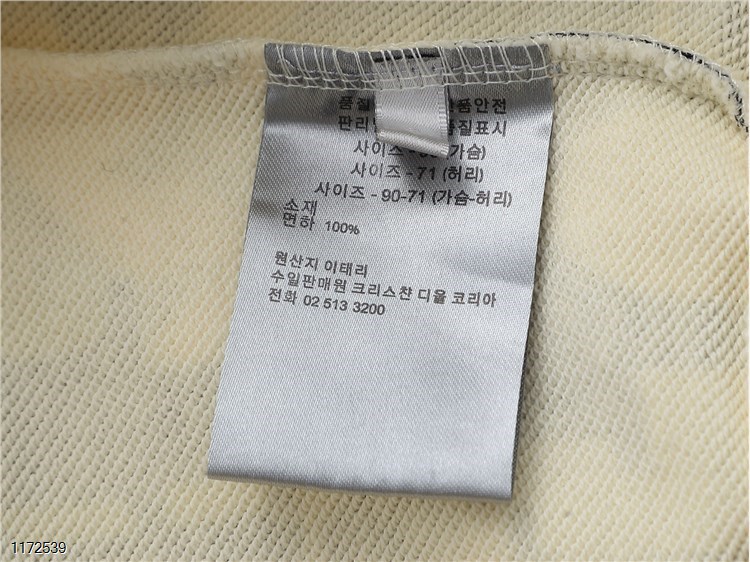 품질 품안전
판리 품질표시
사이즈 - (가슴)
사이즈 - 71 (허리)
사이즈 - 90-71 (가슴-허리)
소재
면하 100%
원산지 이태리
수일판매원 크리스챤 디올 코리아
전화 02 513 3200
1172539